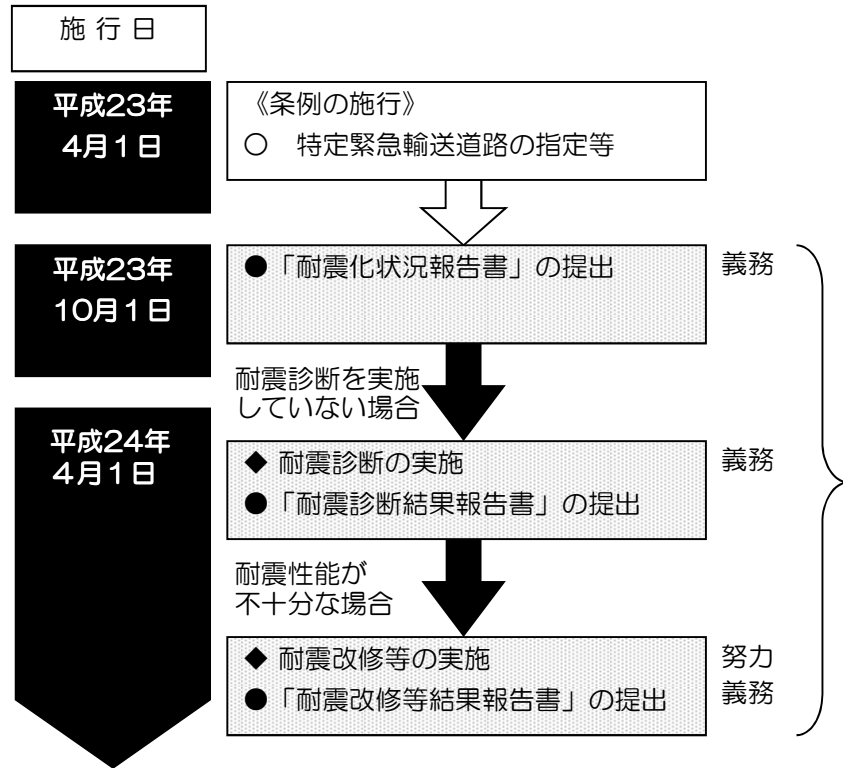 施 行 日
平成23年
4月１日
《条例の施行》
○　特定緊急輸送道路の指定等
平成23年
10月１日
●「耐震化状況報告書」の提出
義務
耐震診断を実施
していない場合
平成24年
4月１日
◆ 耐震診断の実施
●「耐震診断結果報告書」の提出
義務
耐震性能が
不十分な場合
◆ 耐震改修等の実施
●「耐震改修等結果報告書」の提出
努力
義務